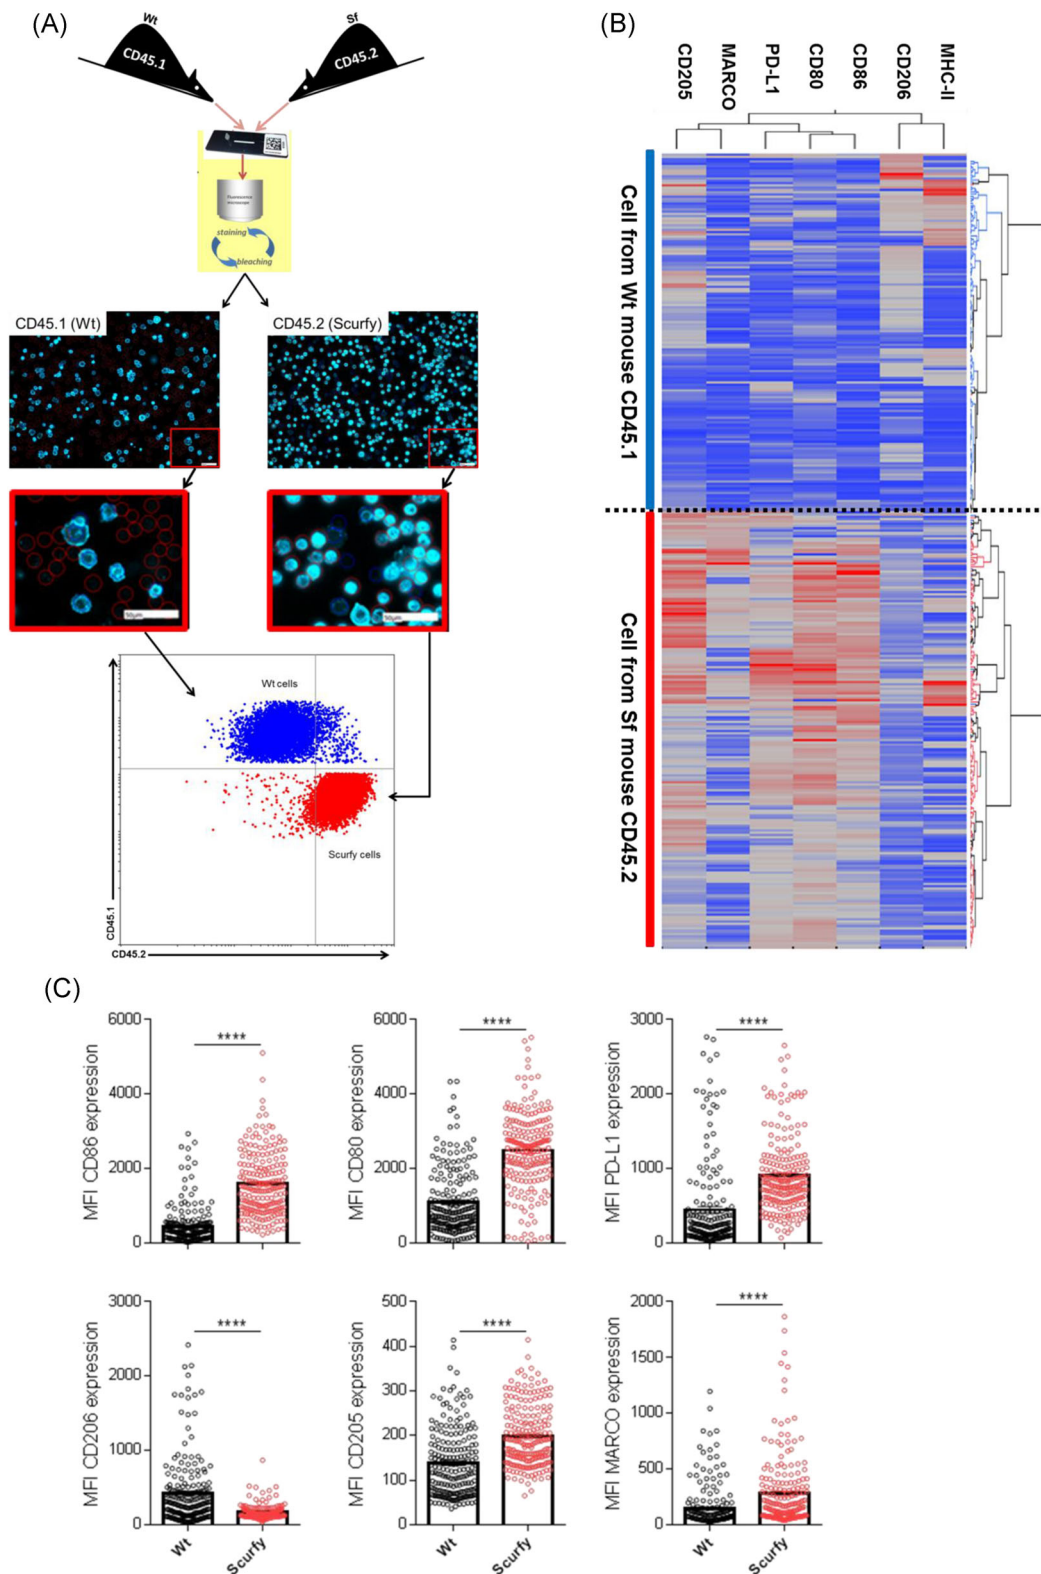 (A)
Wt
Sf
CD45.1
CD45.2
Fluorescence
microscope
staining
bleaching
CD45.1 (Wt)
CD45.2 (Scurfy)
50µm
50µm
Wt cells
Scurfy cells
CD45.1
CD45.2
(B)
CD205
MARCO
PD-L1
CD80
CD86
CD206
MHC-II
Cell from Wt mouse CD45.1
Cell from Sf mouse CD45.2
(C)
MFI CD86 expression
6000
4000
2000
0
****
MFI CD80 expression
6000
4000
2000
0
****
MFI PD-L1 expression
3000
2000
1000
0
****
MFI CD206 expression
3000
2000
1000
0
****
Wt
Scurfy
MFI CD205 expression
500
400
300
200
100
0
****
Wt
Scurfy
MFI MARCO expression
2000
1500
1000
500
0
****
Wt
Scurfy